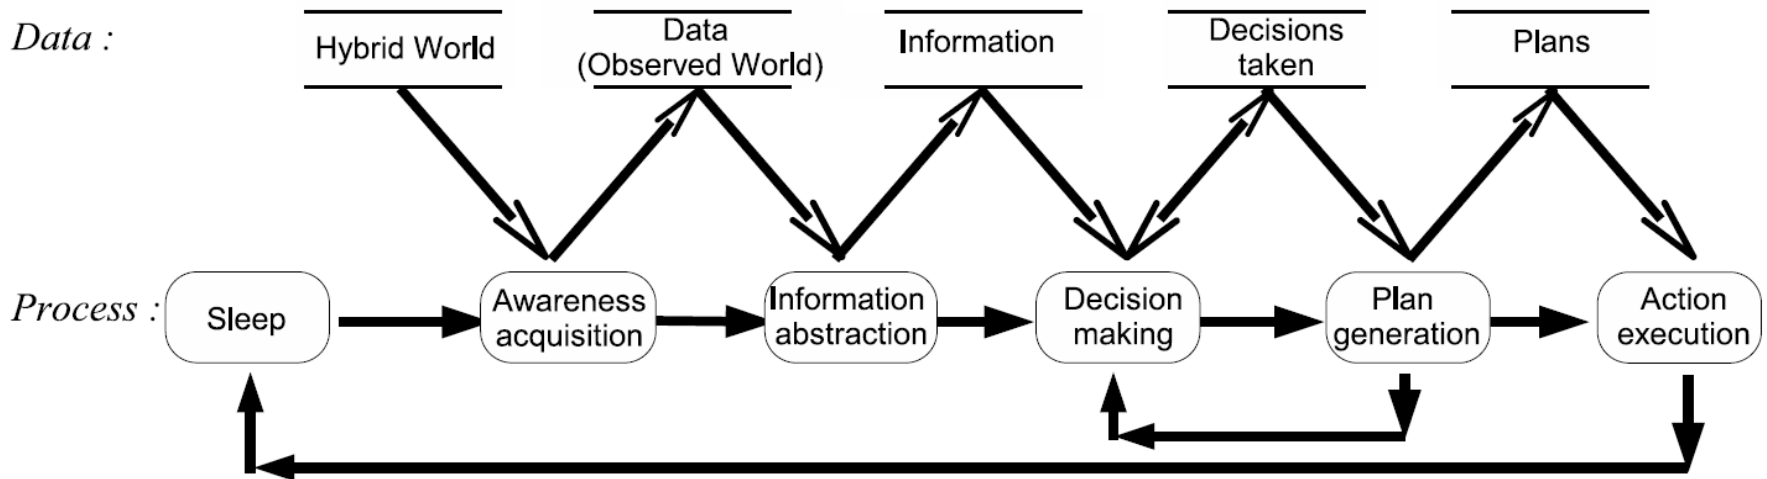 Data :
Hybrid World
Data
(Observed World)
Information
Decisions
taken
Plans
Process :
Sleep
Awareness
acquisition
Information
abstraction
Decision
making
Plan
generation
Action
execution